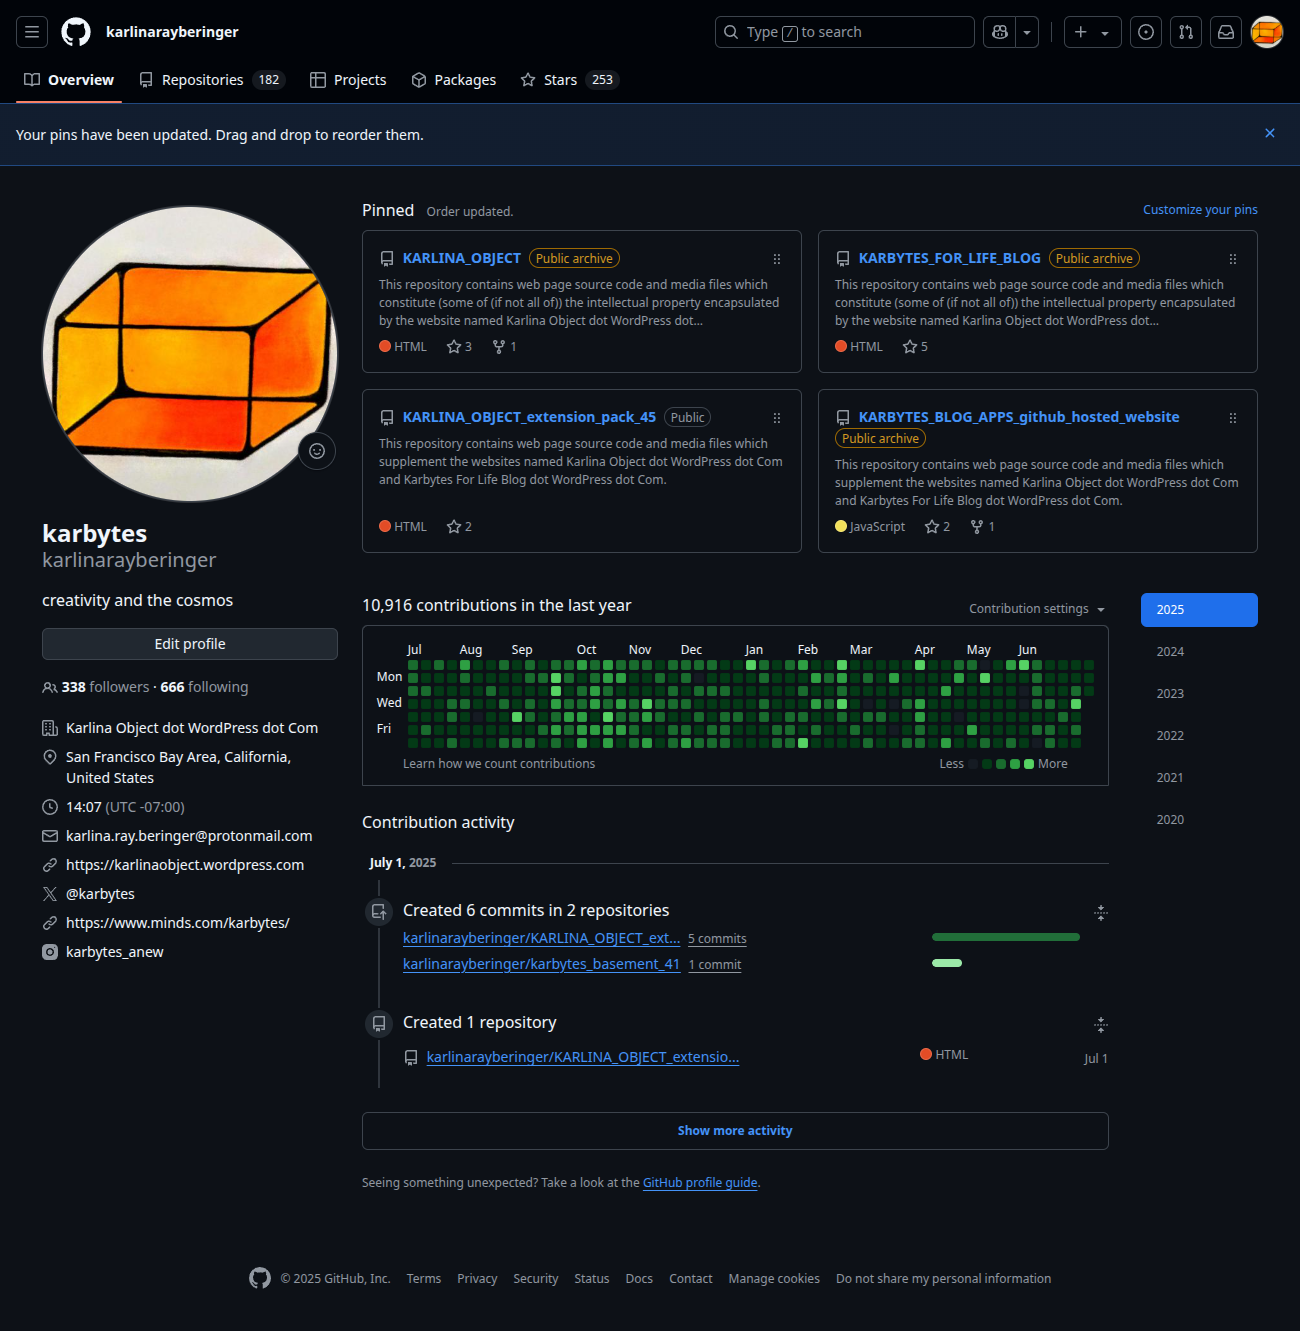 karlinarayberinger
Type / to search
Overview
Repositories 182
Projects
Packages
Stars 253
Your pins have been updated. Drag and drop to reorder them.
karbytes
karlinarayberinger
creativity and the cosmos
Edit profile
338 followers · 666 following
Karlina Object dot WordPress dot Com
San Francisco Bay Area, California,
United States
14:07 (UTC -07:00)
karlina.ray.beringer@protonmail.com
https://karlinaobject.wordpress.com
@karbytes
https://www.minds.com/karbytes/
karbytes_anew
Pinned Order updated.
Customize your pins
KARLINA_OBJECT Public archive
This repository contains web page source code and media files which
constitute (some of (if not all of)) the intellectual property encapsulated
by the website named Karlina Object dot WordPress dot...
HTML 3 1
KARBYTES_FOR_LIFE_BLOG Public archive
This repository contains web page source code and media files which
constitute (some of (if not all of)) the intellectual property encapsulated
by the website named Karlina Object dot WordPress dot...
HTML 5
KARLINA_OBJECT_extension_pack_45 Public
This repository contains web page source code and media files which
supplement the websites named Karlina Object dot WordPress dot Com
and Karbytes For Life Blog dot WordPress dot Com.
HTML 2
KARBYTES_BLOG_APPS_github_hosted_website
Public archive
This repository contains web page source code and media files which
supplement the websites named Karlina Object dot WordPress dot Com
and Karbytes For Life Blog dot WordPress dot Com.
JavaScript 2 1
10,916 contributions in the last year
Contribution settings
Jul Aug Sep Oct Nov Dec Jan Feb Mar Apr May Jun
Mon
Wed
Fri
Learn how we count contributions
Less More
2025
2024
2023
2022
2021
2020
Contribution activity
July 1, 2025
Created 6 commits in 2 repositories
karlinarayberinger/KARLINA_OBJECT_ext... 5 commits
karlinarayberinger/karbytes_basement_41 1 commit
Created 1 repository
karlinarayberinger/KARLINA_OBJECT_extensio... HTML Jul 1
Show more activity
Seeing something unexpected? Take a look at the GitHub profile guide.
© 2025 GitHub, Inc. Terms Privacy Security Status Docs Contact Manage cookies Do not share my personal information